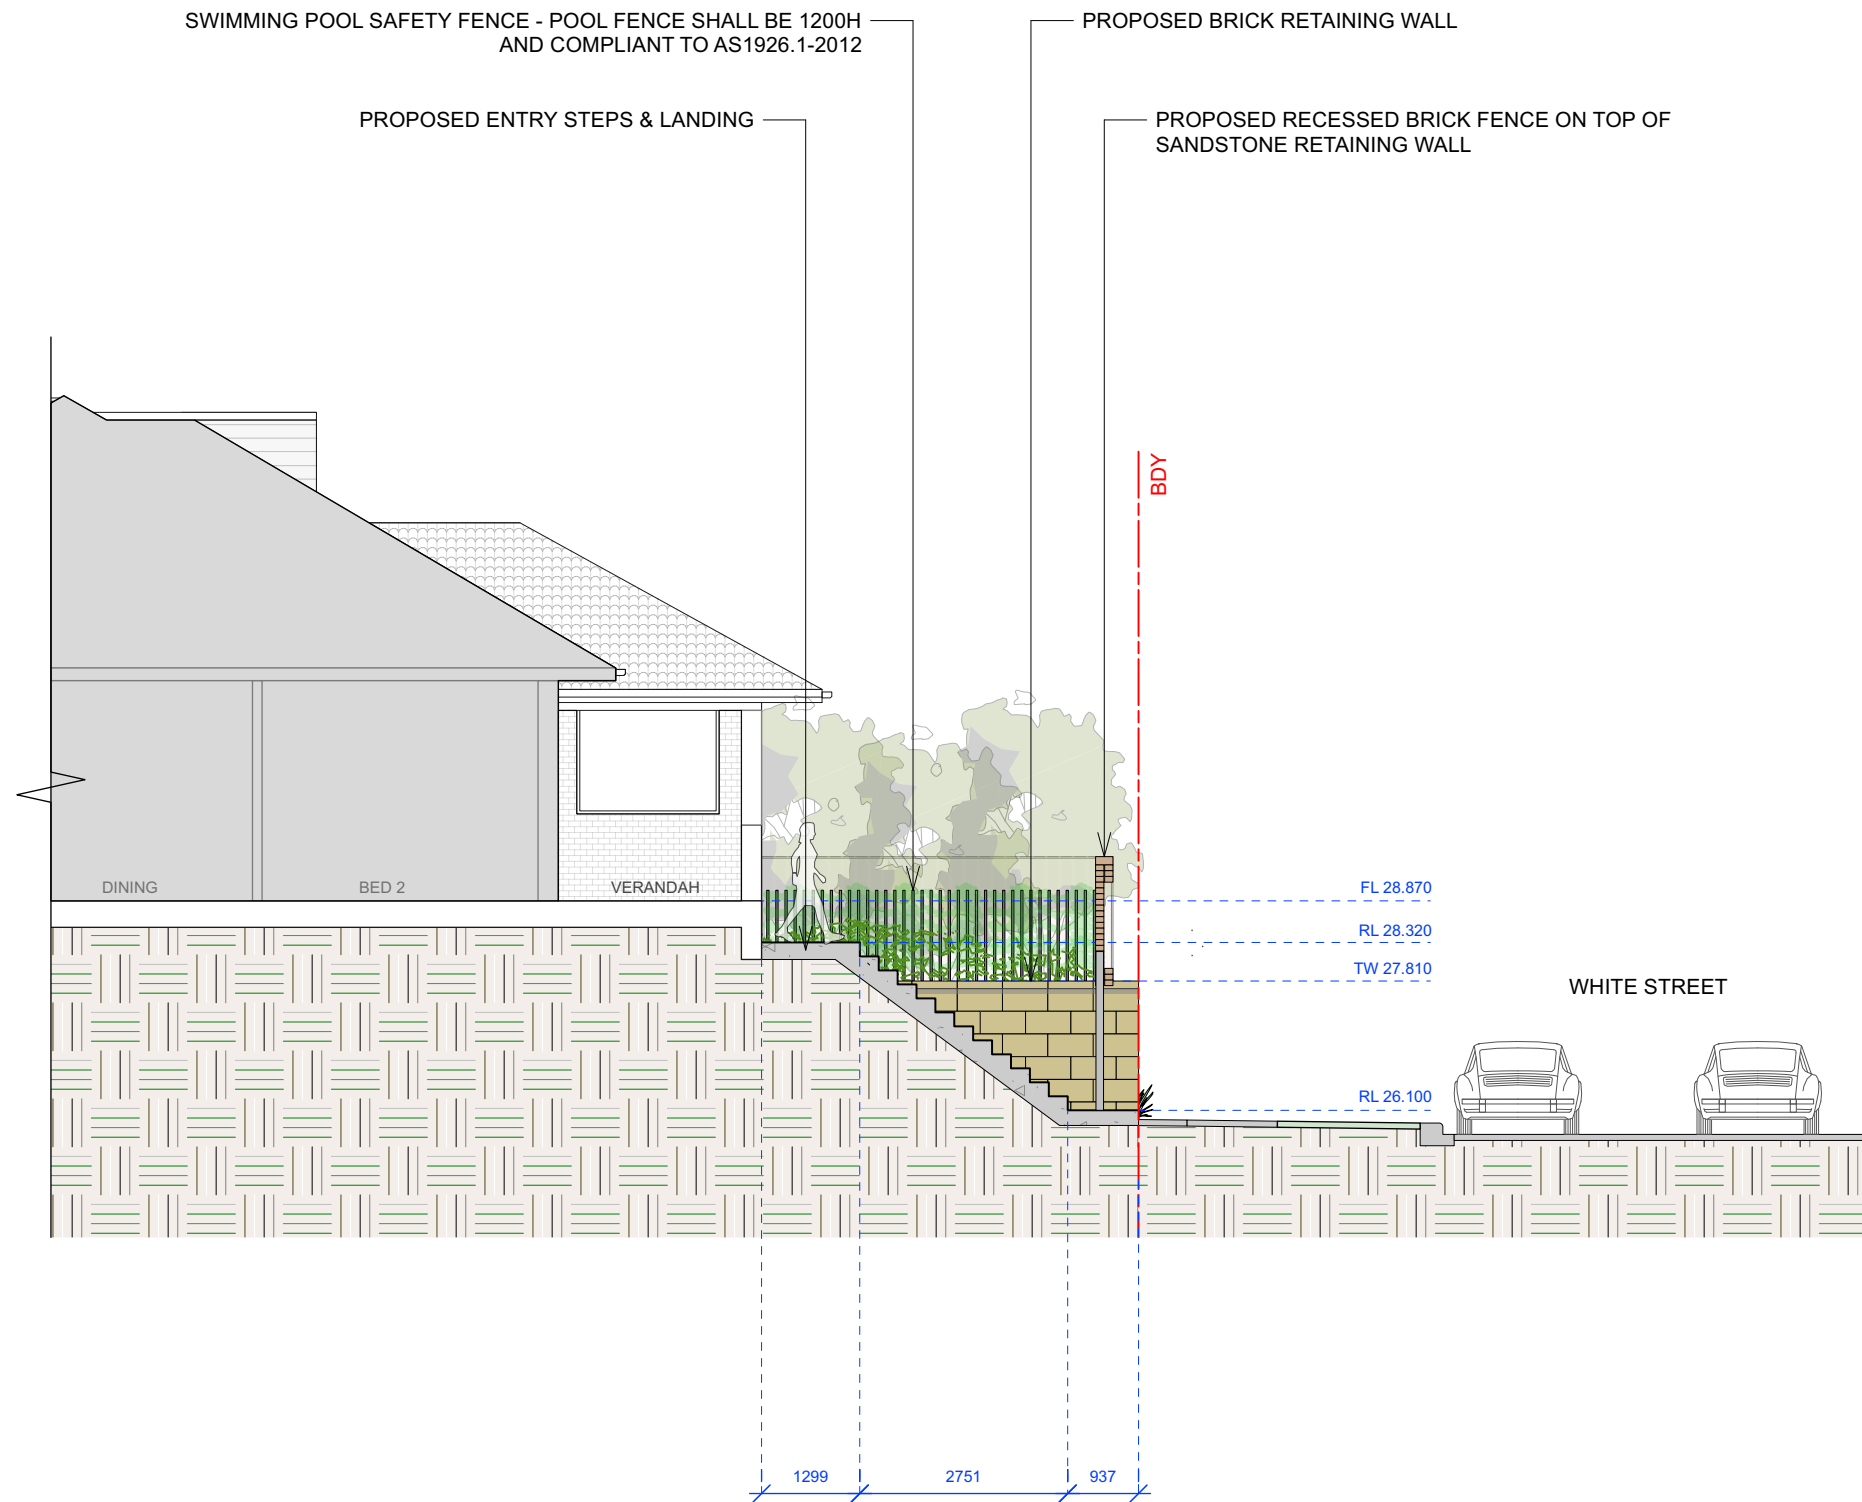 SWIMMING POOL SAFETY FENCE - POOL FENCE SHALL BE 1200H
AND COMPLIANT TO AS1926.1-2012
PROPOSED BRICK RETAINING WALL
PROPOSED ENTRY STEPS & LANDING
PROPOSED RECESSED BRICK FENCE ON TOP OF
SANDSTONE RETAINING WALL
BDY
DINING
BED 2
VERANDAH
FL 28.870
RL 28.320
TW 27.810
WHITE STREET
RL 26.100
1299
2751
937